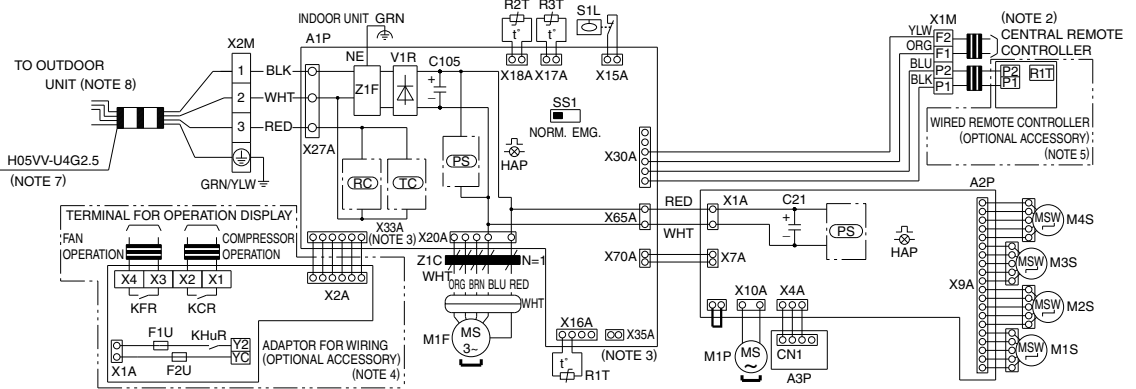 INDOOR UNIT GRN
R2T
R3T
S1L
X1M
(NOTE 2)
CENTRAL REMOTE
CONTROLLER
A1P
t°
t°
YLW
F2
ORG
F1
BLU
P2
BLK
P1
P2
P1
R1T
X2M
NE
V1R
C105
X18A
X17A
X15A
TO OUTDOOR
UNIT (NOTE 8)
1
BLK
Z1F
+
–
2
WHT
SS1
NORM. EMG.
3
RED
X27A
WIRED REMOTE CONTROLLER
(OPTIONAL ACCESSORY)
(NOTE 5)
H05VV-U4G2.5
(NOTE 7)
GRN/YLW
RC
TC
PS
HAP
X30A
A2P
TERMINAL FOR OPERATION DISPLAY
FAN
OPERATION
COMPRESSOR
OPERATION
X33A
(NOTE 3)
X20A
X65A
RED
WHT
X1A
C21
+
–
PS
HAP
X70A
X7A
MSW
M4S
MSW
M3S
X9A
MSW
M2S
MSW
M1S
Z1C
N=1
WHT
ORG BRN BLU RED
WHT
X4
X3
X2
X1
KFR
KCR
X2A
X10A
X4A
X16A
X35A
(NOTE 3)
M1F
MS
3~
R1T
t°
M1P
MS
~
CN1
A3P
F1U
KHuR
Y2
YC
F2U
X1A
ADAPTOR FOR WIRING
(OPTIONAL ACCESSORY)
(NOTE 4)